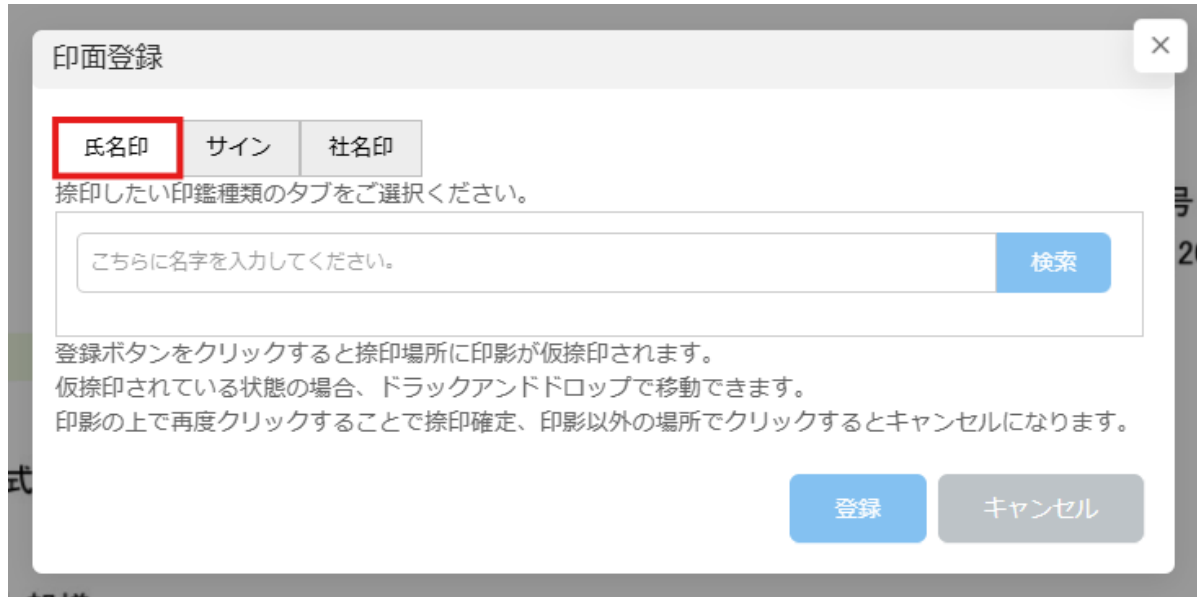 印面登録
×
氏名印 サイン 社名印
捺印したい印鑑種類のタブをご選択ください。
号
こちらに名字を入力してください。 検索
登録ボタンをクリックすると捺印場所に印影が仮捺印されます。
仮捺印されている状態の場合、ドラックアンドドロップで移動できます。
印影の上で再度クリックすることで捺印確定、印影以外の場所でクリックするとキャンセルになります。
式
登録 キャンセル